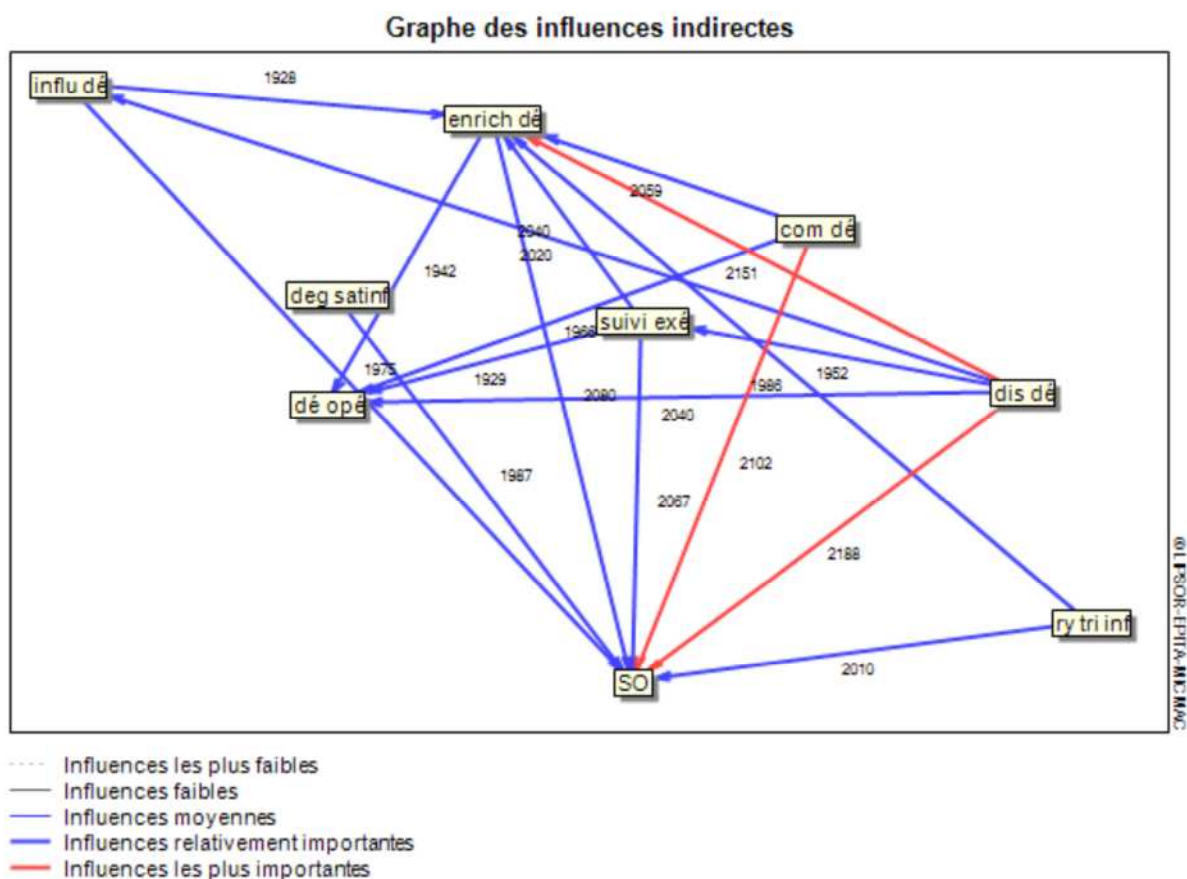 Graphe des influences indirectes
influ dé
1928
enrich dé
2059
com dé
2040
2020
1942
2151
deg satinf
suivi exé
1966
1975
1929
1952
1986
dé opé
2080
2040
dis dé
2102
1987
2067
2188
ry tri inf
2010
SO
© LIPSOR-EPITA-MICMAC
Influences les plus faibles
Influences faibles
Influences moyennes
Influences relativement importantes
Influences les plus importantes